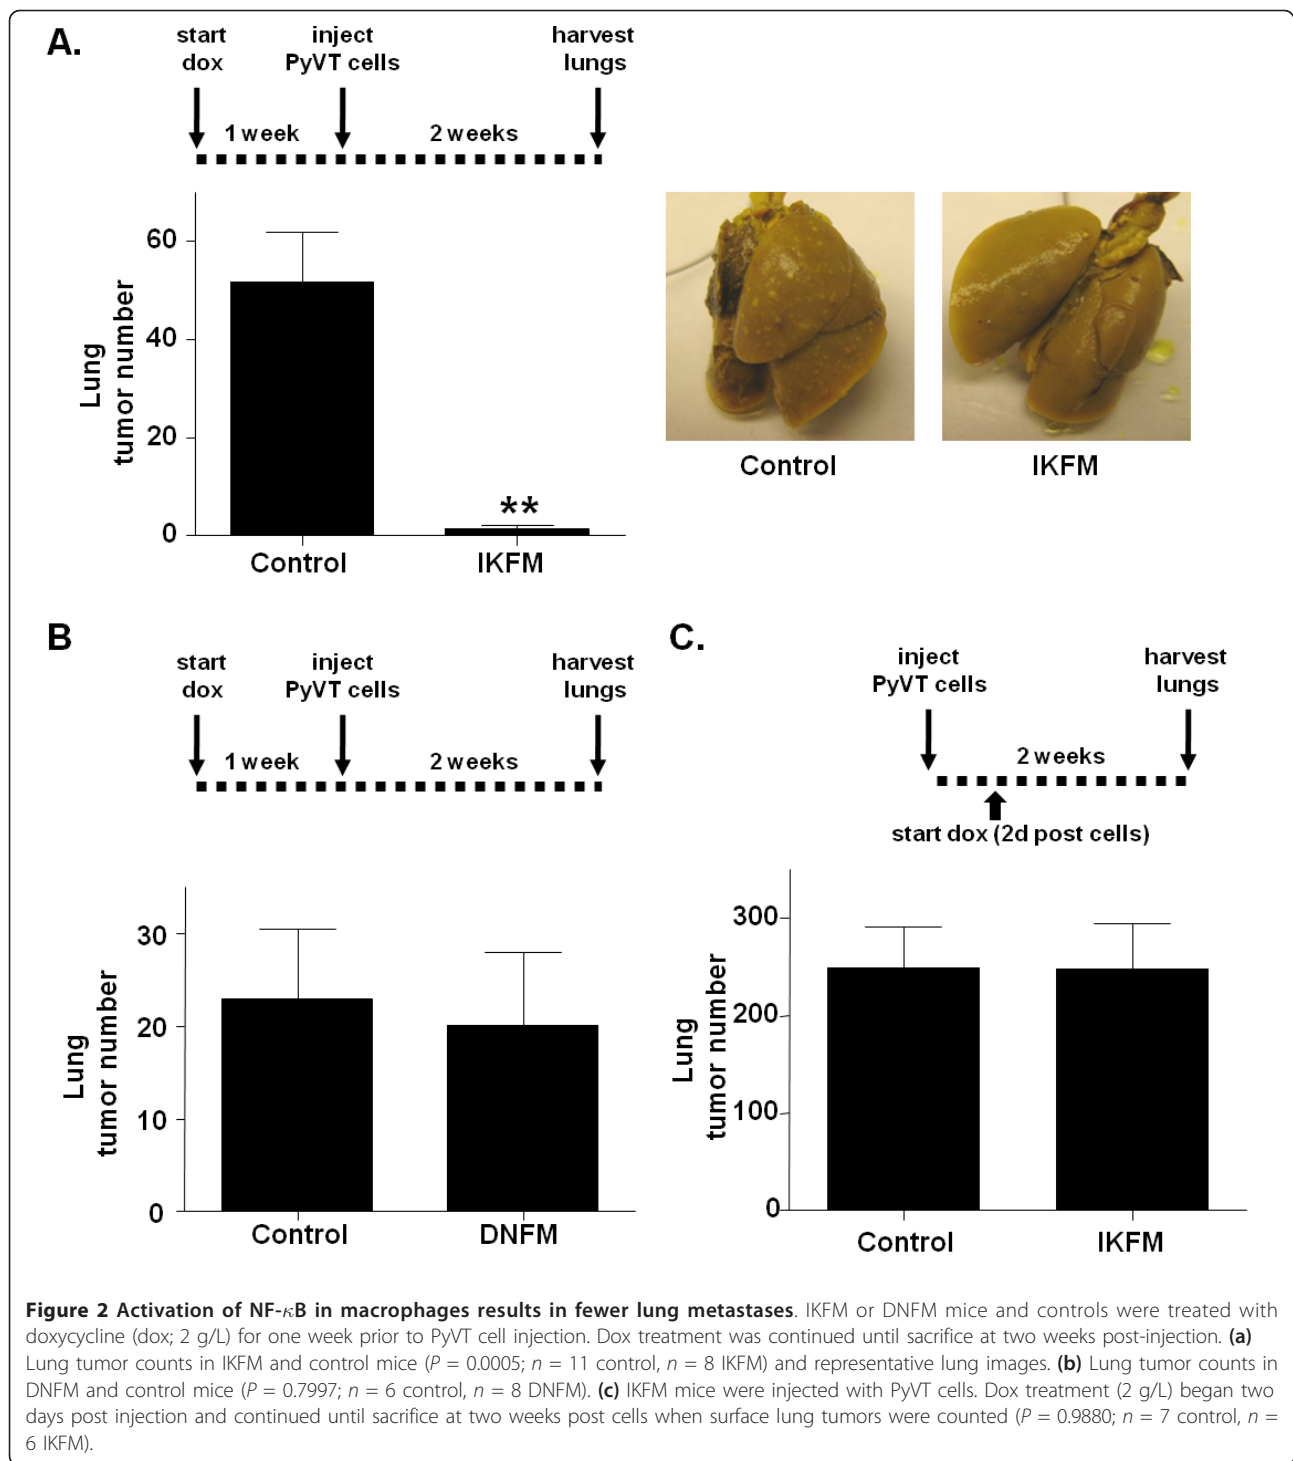 A.
start
dox
inject
PyVT cells
harvest
lungs
1 week
2 weeks
Lung
tumor number
60
40
20
0
**
Control
IKFM
Control
IKFM
B
start
dox
inject
PyVT cells
harvest
lungs
1 week
2 weeks
Lung
tumor number
30
20
10
0
Control
DNFM
C.
inject
PyVT cells
harvest
lungs
2 weeks
start dox (2d post cells)
Lung
tumor number
300
200
100
0
Control
IKFM
Figure 2 Activation of NF-κB in macrophages results in fewer lung metastases. IKFM or DNFM mice and controls were treated with
doxycycline (dox; 2 g/L) for one week prior to PyVT cell injection. Dox treatment was continued until sacrifice at two weeks post-injection. (a)
Lung tumor counts in IKFM and control mice (P = 0.0005; n = 11 control, n = 8 IKFM) and representative lung images. (b) Lung tumor counts in
DNFM and control mice (P = 0.7997; n = 6 control, n = 8 DNFM). (c) IKFM mice were injected with PyVT cells. Dox treatment (2 g/L) began two
days post injection and continued until sacrifice at two weeks post cells when surface lung tumors were counted (P = 0.9880; n = 7 control, n =
6 IKFM).